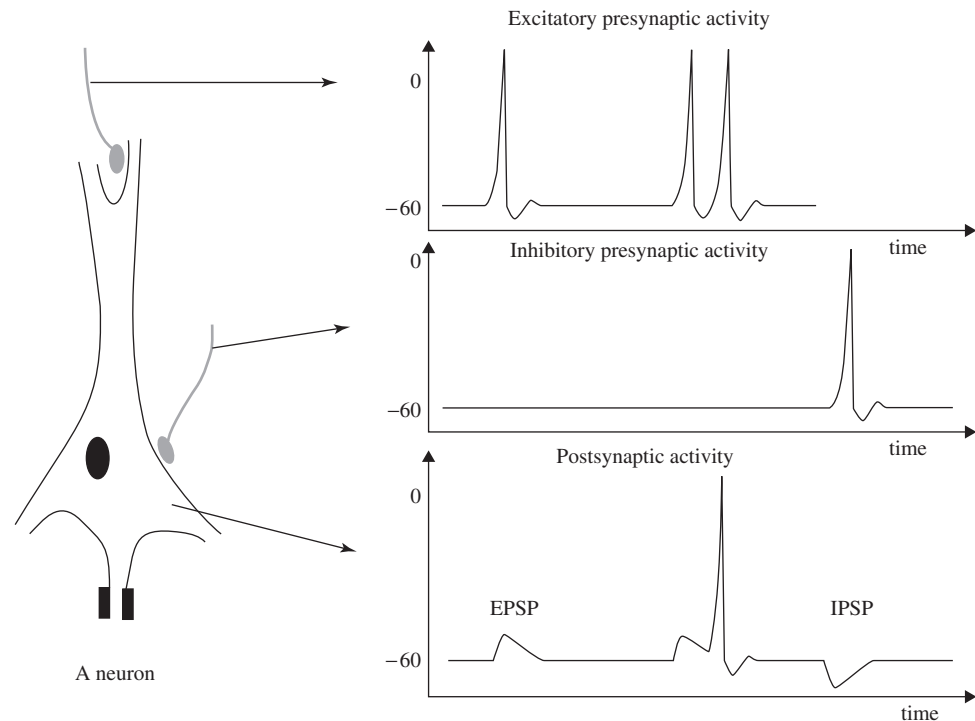 Excitatory presynaptic activity
0
−60
time
Inhibitory presynaptic activity
0
−60
time
Postsynaptic activity
0
EPSP
IPSP
−60
time
A neuron